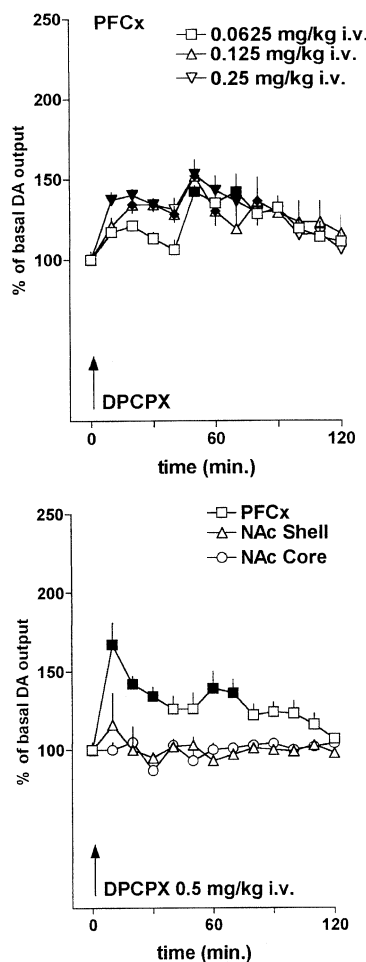 PFCx
0.0625 mg/kg i.v.
0.125 mg/kg i.v.
0.25 mg/kg i.v.
250
200
150
100
% of basal DA output
DPCPX
0
60
120
time (min.)
250
200
150
100
% of basal DA output
PFCx
NAc Shell
NAc Core
DPCPX 0.5 mg/kg i.v.
0
60
120
time (min.)